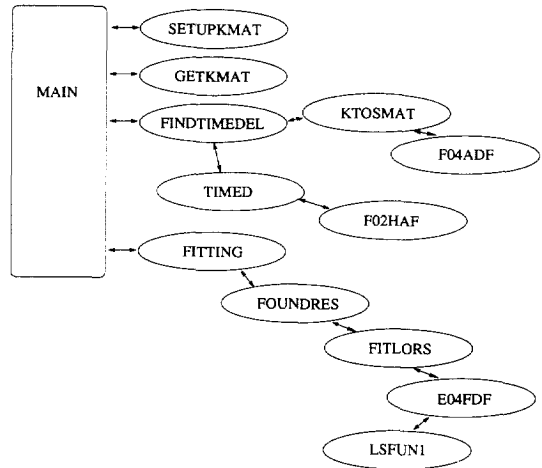 SETUPKMAT
GETKMAT
MAIN
FINDTIMEDEL
KTOSMAT
F04ADF
TIMED
F02HAF
FITTING
FOUNDRES
FITLORS
E04FDF
LSFUN1